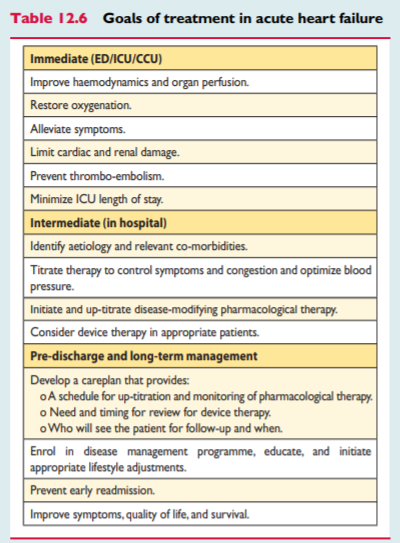 Table 12.6 Goals of treatment in acute heart failure
Immediate (ED/ICU/CCU)
Improve haemodynamics and organ perfusion.
Restore oxygenation.
Alleviate symptoms.
Limit cardiac and renal damage.
Prevent thrombo-embolism.
Minimize ICU length of stay.
Intermediate (in hospital)
Identify aetiology and relevant co-morbidities.
Titrate therapy to control symptoms and congestion and optimize blood
pressure.
Initiate and up-titrate disease-modifying pharmacological therapy.
Consider device therapy in appropriate patients.
Pre-discharge and long-term management
Develop a careplan that provides:
o A schedule for up-titration and monitoring of pharmacological therapy.
o Need and timing for review for device therapy.
o Who will see the patient for follow-up and when.
Enrol in disease management programme, educate, and initiate
appropriate lifestyle adjustments.
Prevent early readmission.
Improve symptoms, quality of life, and survival.